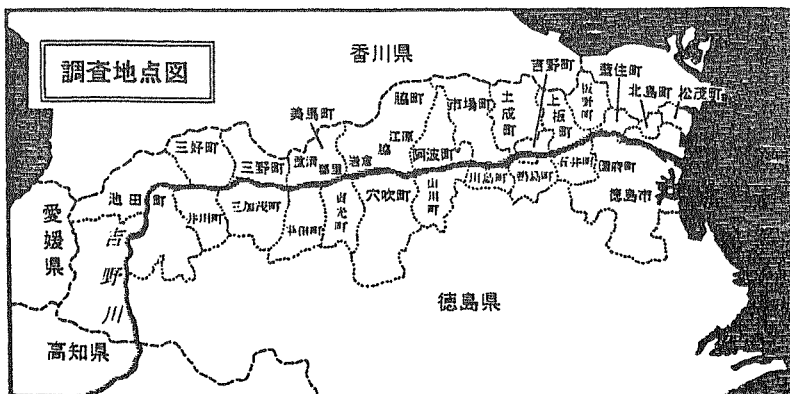 調査地点図
香川県
吉野町
藍住町
北島町
松茂町
板野町
上板町
土成町
市場町
脇町
江原
脇
岩倉
阿波町
美馬町
郡里
三野町
三好町
池田町
井川町
三加茂町
半田町
貞光町
穴吹町
山川町
川島町
鴨島町
石井町
国府町
徳島市
愛媛県
吉野川
高知県
徳島県